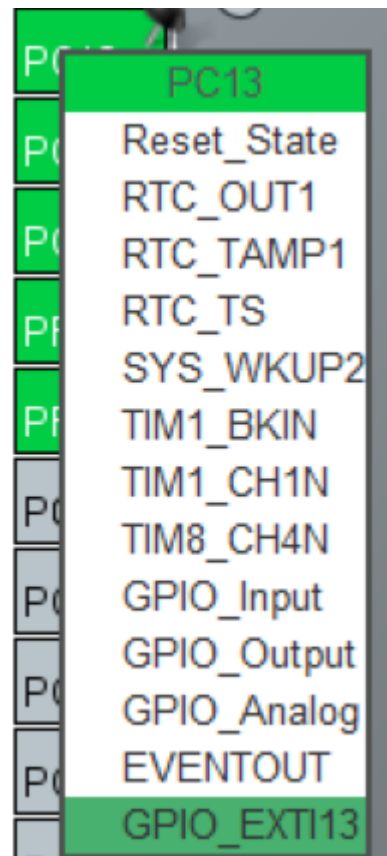 PC13
Reset_State
RTC_OUT1
RTC_TAMP1
RTC_TS
SYS_WKUP2
TIM1_BKIN
TIM1_CH1N
TIM8_CH4N
GPIO_Input
GPIO_Output
GPIO_Analog
EVENTOUT
GPIO_EXTI13